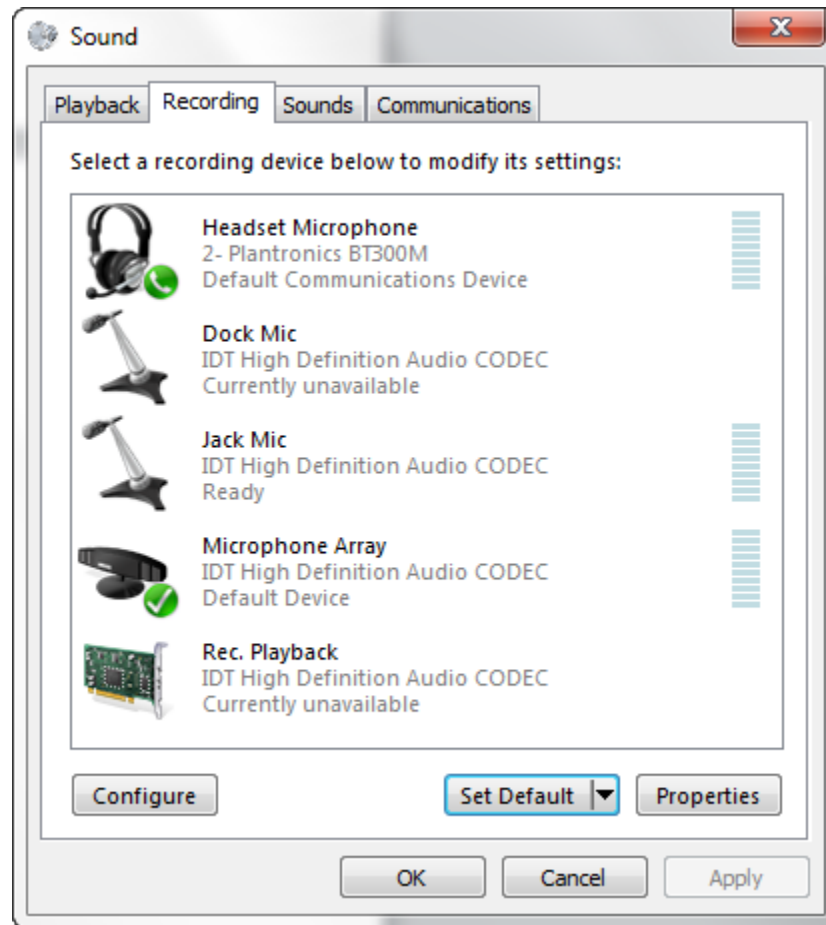 Sound
Playback Recording Sounds Communications
Select a recording device below to modify its settings:
Headset Microphone
2- Plantronics BT300M
Default Communications Device
Dock Mic
IDT High Definition Audio CODEC
Currently unavailable
Jack Mic
IDT High Definition Audio CODEC
Ready
Microphone Array
IDT High Definition Audio CODEC
Default Device
Rec. Playback
IDT High Definition Audio CODEC
Currently unavailable
Configure Set Default Properties
OK Cancel Apply